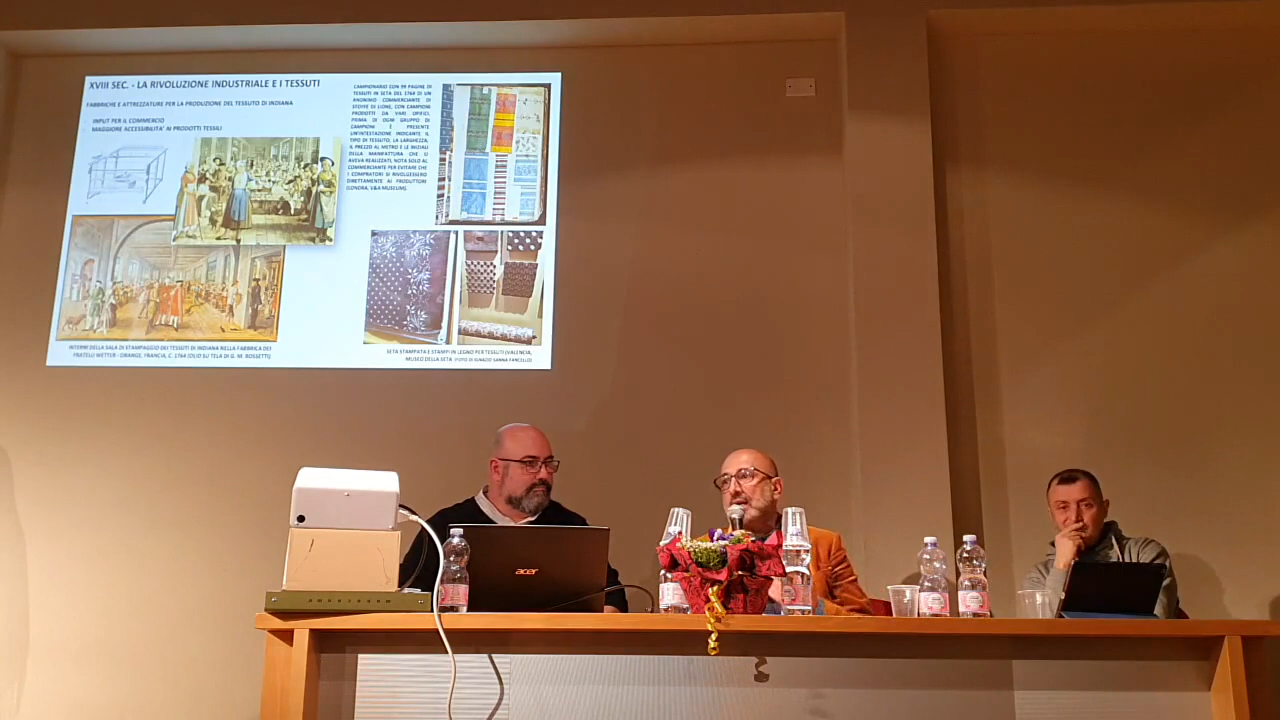 XVIII SEC. - LA RIVOLUZIONE INDUSTRIALE E I TESSUTI
FABBRICHE E ATTREZZATURE PER LA PRODUZIONE DEL TESSUTO DI INDIANA
INPUT PER IL COMMERCIO
MAGGIORE ACCESSIBILITA' AI PRODOTTI TESSILI
CAMPIONARIO CON 99 PAGINE DI
TESSUTI IN SETA DEL 1764 DI UN
ANONIMO COMMERCIANTE DI
STOFFE DI LIONE, CON CAMPIONI
PRODOTTI DA VARI OPIFICI.
PRIMA DI OGNI GRUPPO DI
CAMPIONI È PRESENTE
UN'INTESTAZIONE INDICANTE IL
TIPO DI TESSUTO, LA LARGHEZZA,
IL PREZZO AL METRO E LE INIZIALI
DELLA MANIFATTURA CHE LI
AVEVA REALIZZATI, NOTA SOLO AL
COMMERCIANTE PER EVITARE CHE
I COMPRATORI SI RIVOLGESSERO
DIRETTAMENTE AI PRODUTTORI
(LONDRA, V&A MUSEUM).
INTERNI DELLA SALA DI STAMPAGGIO DEI TESSUTI DI INDIANA NELLA FABBRICA DEI
FRATELLI WETTER - ORANGE, FRANCIA, C. 1764 (OLIO SU TELA DI G. M. ROSSETTI)
SETA STAMPATA E STAMPI IN LEGNO PER TESSUTI (VALENCIA,
MUSEO DELLA SETA (FOTO DI IGNAZIO SANNA FANCELLO)
acer